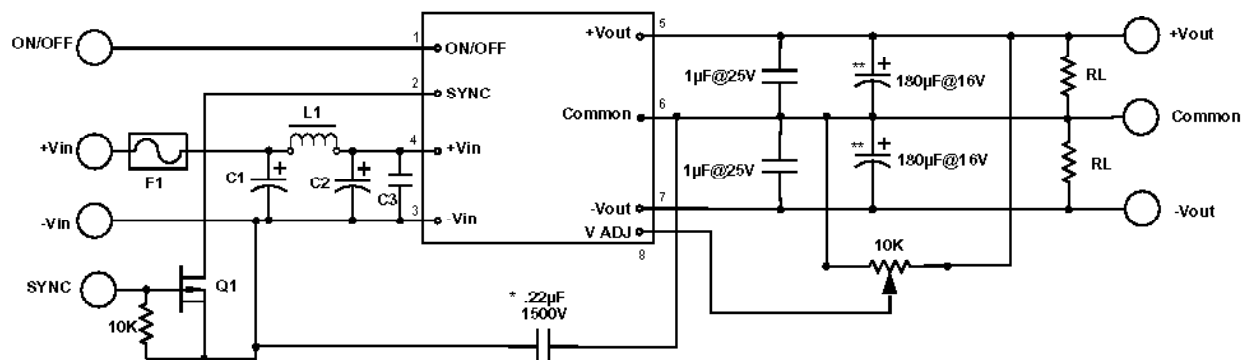 ON/OFF
1
ON/OFF
2
SYNC
+Vin
F1
L1
C1
+
C2
+
C3
4
+Vin
-Vin
3
-Vin
SYNC
Q1
10K
* .22µF
1500V
+Vout
5
Common
6
-Vout
7
V ADJ
8
1µF@25V
1µF@25V
**
+
180µF@16V
**
+
180µF@16V
RL
RL
10K
+Vout
Common
-Vout